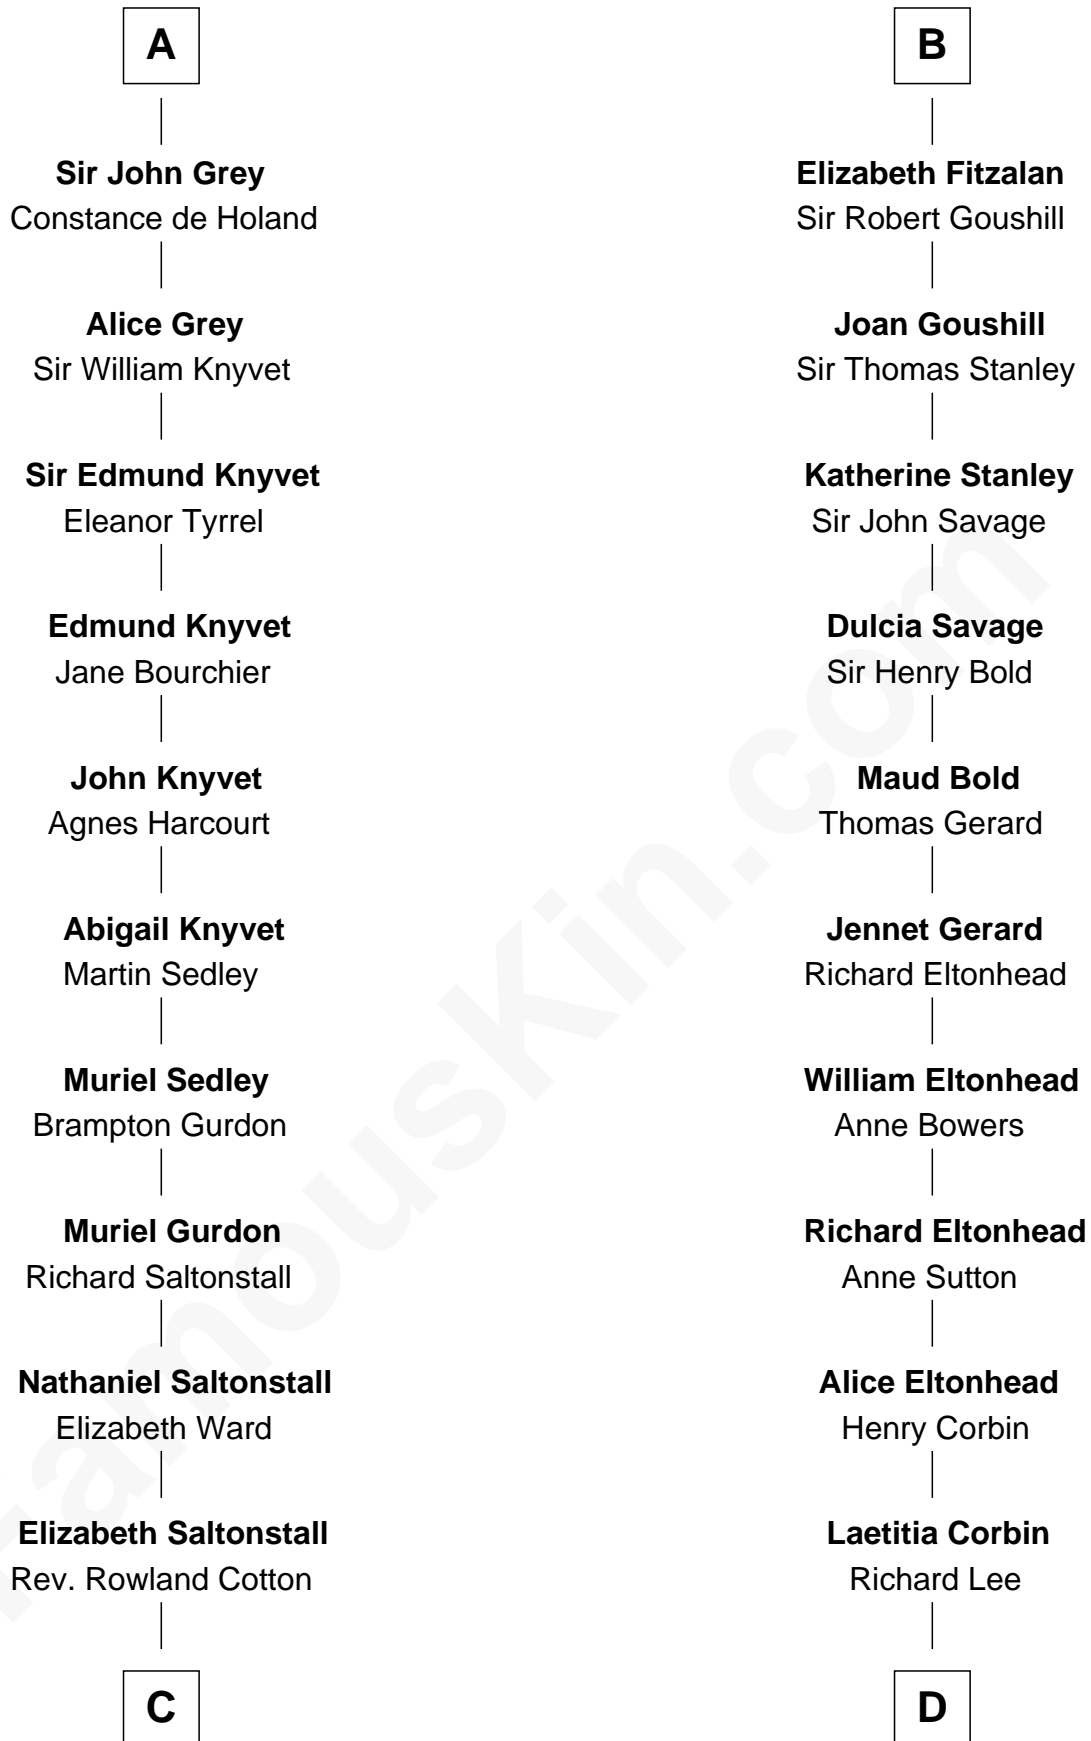 A
Sir John Grey
Constance de Holand
Alice Grey
Sir William Knyvet
Sir Edmund Knyvet
Eleanor Tyrrel
Edmund Knyvet
Jane Bourchier
John Knyvet
Agnes Harcourt
Abigail Knyvet
Martin Sedley
Muriel Sedley
Brampton Gurdon
Muriel Gurdon
Richard Saltonstall
Nathaniel Saltonstall
Elizabeth Ward
Elizabeth Saltonstall
Rev. Rowland Cotton
C
B
Elizabeth Fitzalan
Sir Robert Goushill
Joan Goushill
Sir Thomas Stanley
Katherine Stanley
Sir John Savage
Dulcia Savage
Sir Henry Bold
Maud Bold
Thomas Gerard
Jennet Gerard
Richard Eltonhead
William Eltonhead
Anne Bowers
Richard Eltonhead
Anne Sutton
Alice Eltonhead
Henry Corbin
Laetitia Corbin
Richard Lee
D
FamousKin.com